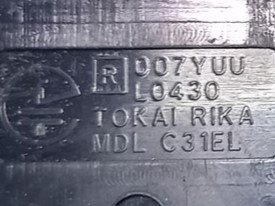 R 007YUU
L0430
TOKAI RIKA
MDL C31EL